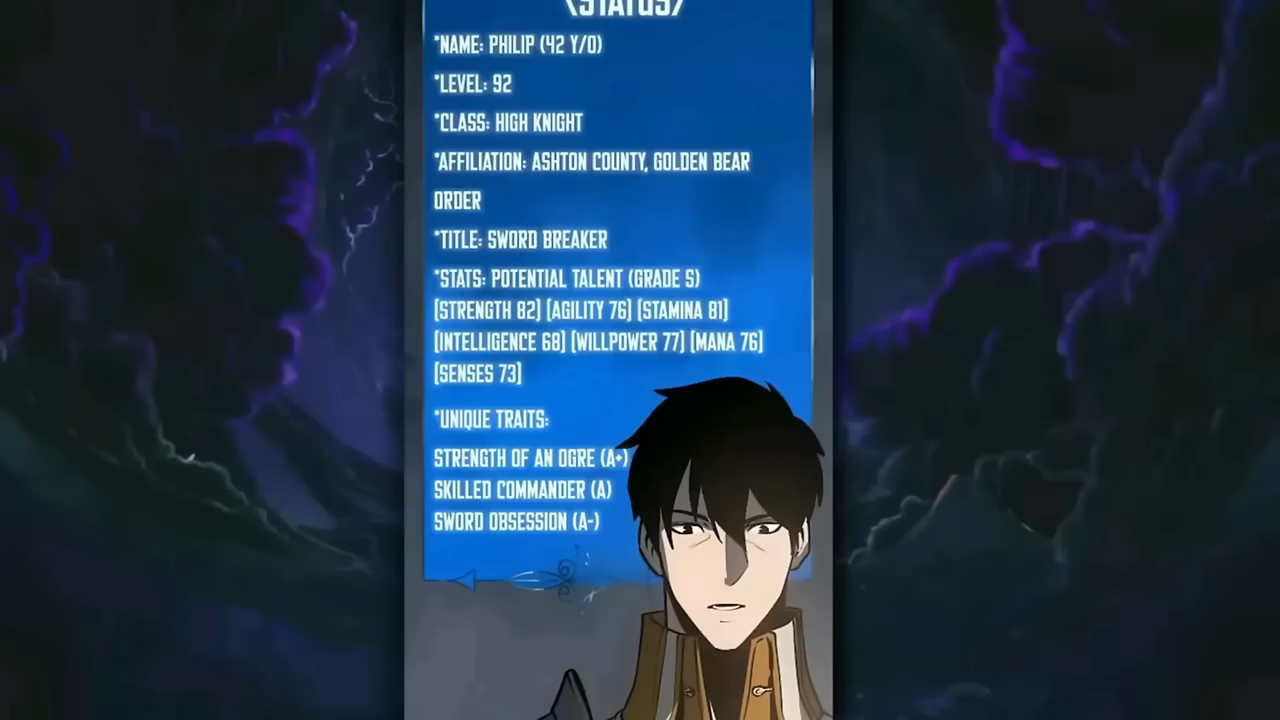 <STATUS>
*NAME: PHILIP (42 Y/O)
*LEVEL: 92
*CLASS: HIGH KNIGHT
*AFFILIATION: ASHTON COUNTY, GOLDEN BEAR
ORDER
*TITLE: SWORD BREAKER
*STATS: POTENTIAL TALENT (GRADE S)
[STRENGTH 82] [AGILITY 76] [STAMINA 81]
[INTELLIGENCE 68] [WILLPOWER 77] [MANA 76]
[SENSES 73]
*UNIQUE TRAITS:
STRENGTH OF AN OGRE (A+)
SKILLED COMMANDER (A)
SWORD OBSESSION (A-)